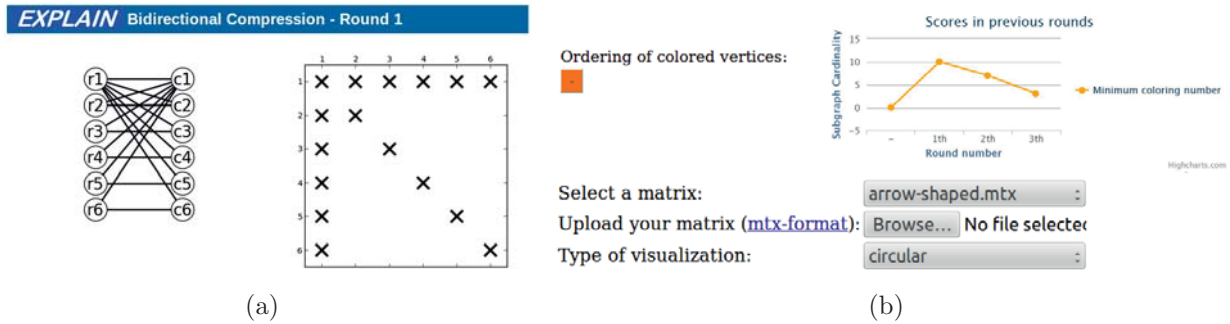 EXPLAIN Bidirectional Compression - Round 1
r1 c1
r2 c2
r3 c3
r4 c4
r5 c5
r6 c6
1 2 3 4 5 6
1
2
3
4
5
6
(a)
Ordering of colored vertices:
-
Scores in previous rounds
Subgraph Cardinality
15
10
5
0
-5
- 1th 2th 3th
Round number
Minimum coloring number
Highcharts.com
Select a matrix: arrow-shaped.mtx
Upload your matrix (mtx-format): Browse... No file selected
Type of visualization: circular
(b)